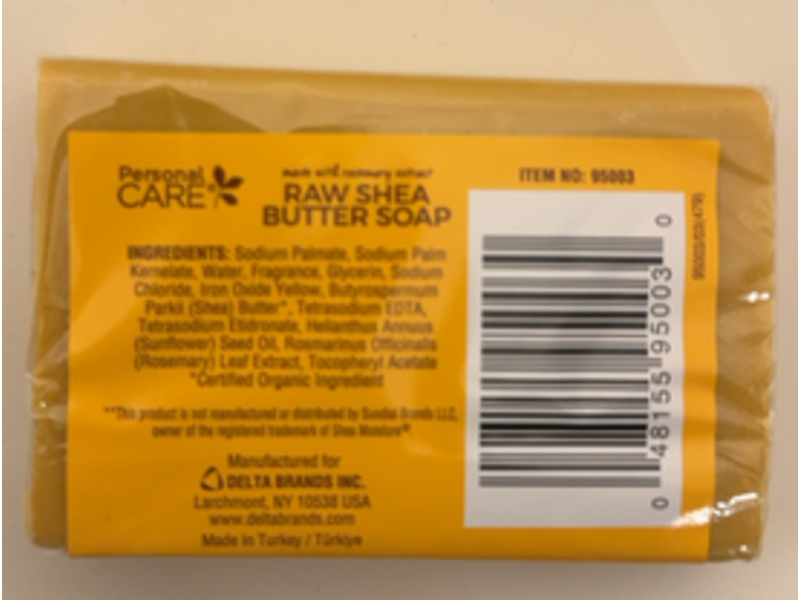 Personal
CARE
made with rosemary extract
RAW SHEA
BUTTER SOAP
INGREDIENTS: Sodium Palmate, Sodium Palm
Kernelate, Water, Fragrance, Glycerin, Sodium
Chloride, Iron Oxide Yellow, Butyrospermum
Parkii (Shea) Butter*, Tetrasodium EDTA,
Tetrasodium Etidronate, Helianthus Annuus
(Sunflower) Seed Oil, Rosmarinus Officinalis
(Rosemary) Leaf Extract, Tocopheryl Acetate
*Certified Organic Ingredient
**This product is not manufactured or distributed by Sundial Brands LLC,
owner of the registered trademark of Shea Moisture®.
Manufactured for
DELTA BRANDS INC.
Larchmont, NY 10538 USA
www.deltabrands.com
Made in Turkey / Türkiye
ITEM NO: 95003
0 48155 95003 0
95003/03(479)